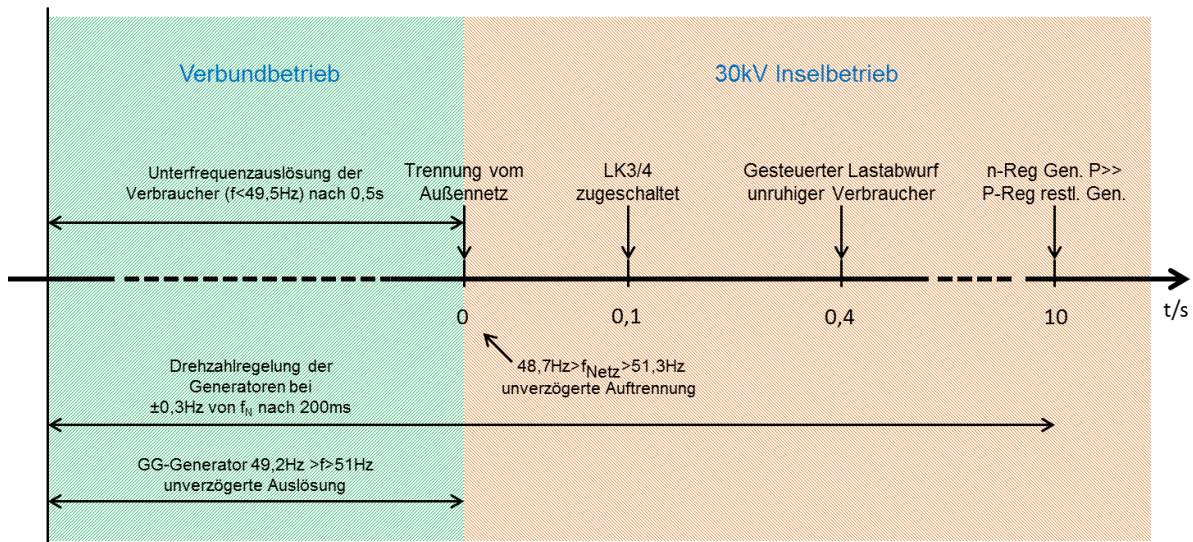 Verbundbetrieb
30kV Inselbetrieb
Unterfrequenzauslösung der
Verbraucher (f<49,5Hz) nach 0,5s
Trennung vom
Außennetz
LK3/4
zugeschaltet
Gesteuerter Lastabwurf
unruhiger Verbraucher
n-Reg Gen. P>>
P-Reg restl. Gen.
t/s
0
0,1
0,4
10
Drehzahlregelung der
Generatoren bei
±0,3Hz von fN nach 200ms
48,7Hz>fNetz>51,3Hz
unverzögerte Auftrennung
GG-Generator 49,2Hz >f>51Hz
unverzögerte Auslösung